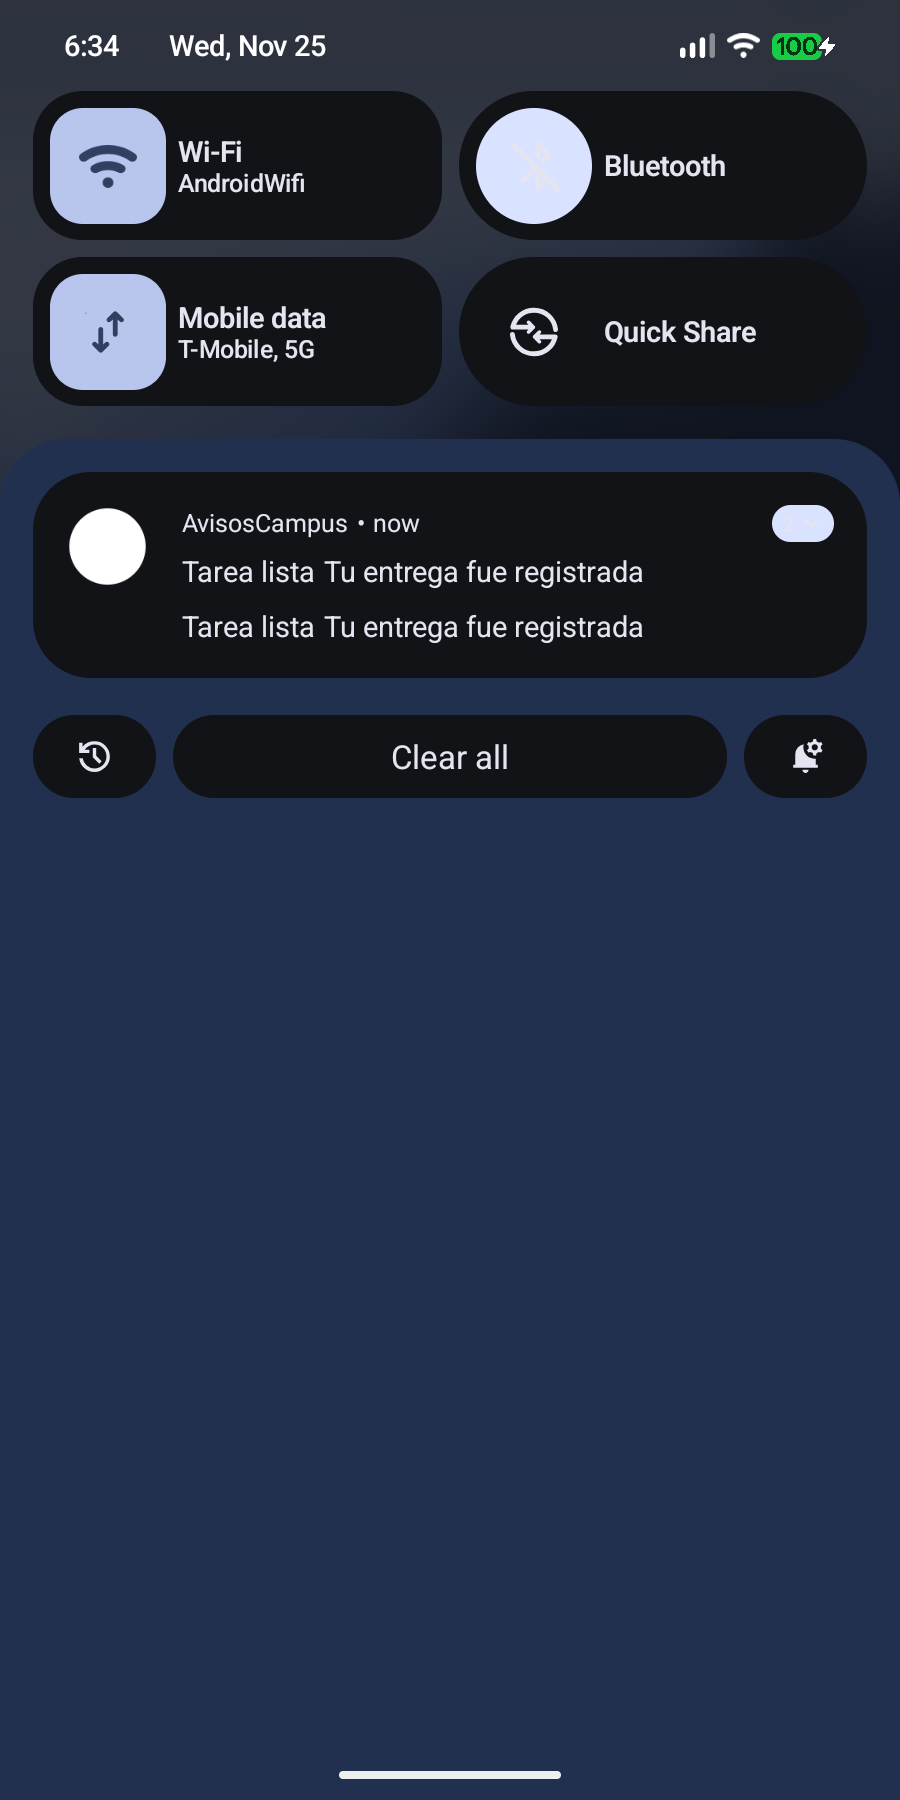 6:34 Wed, Nov 25 100
Wi-Fi
AndroidWifi
Bluetooth
Mobile data
T-Mobile, 5G
Quick Share
AvisosCampus • now
Tarea lista Tu entrega fue registrada
Tarea lista Tu entrega fue registrada
Clear all